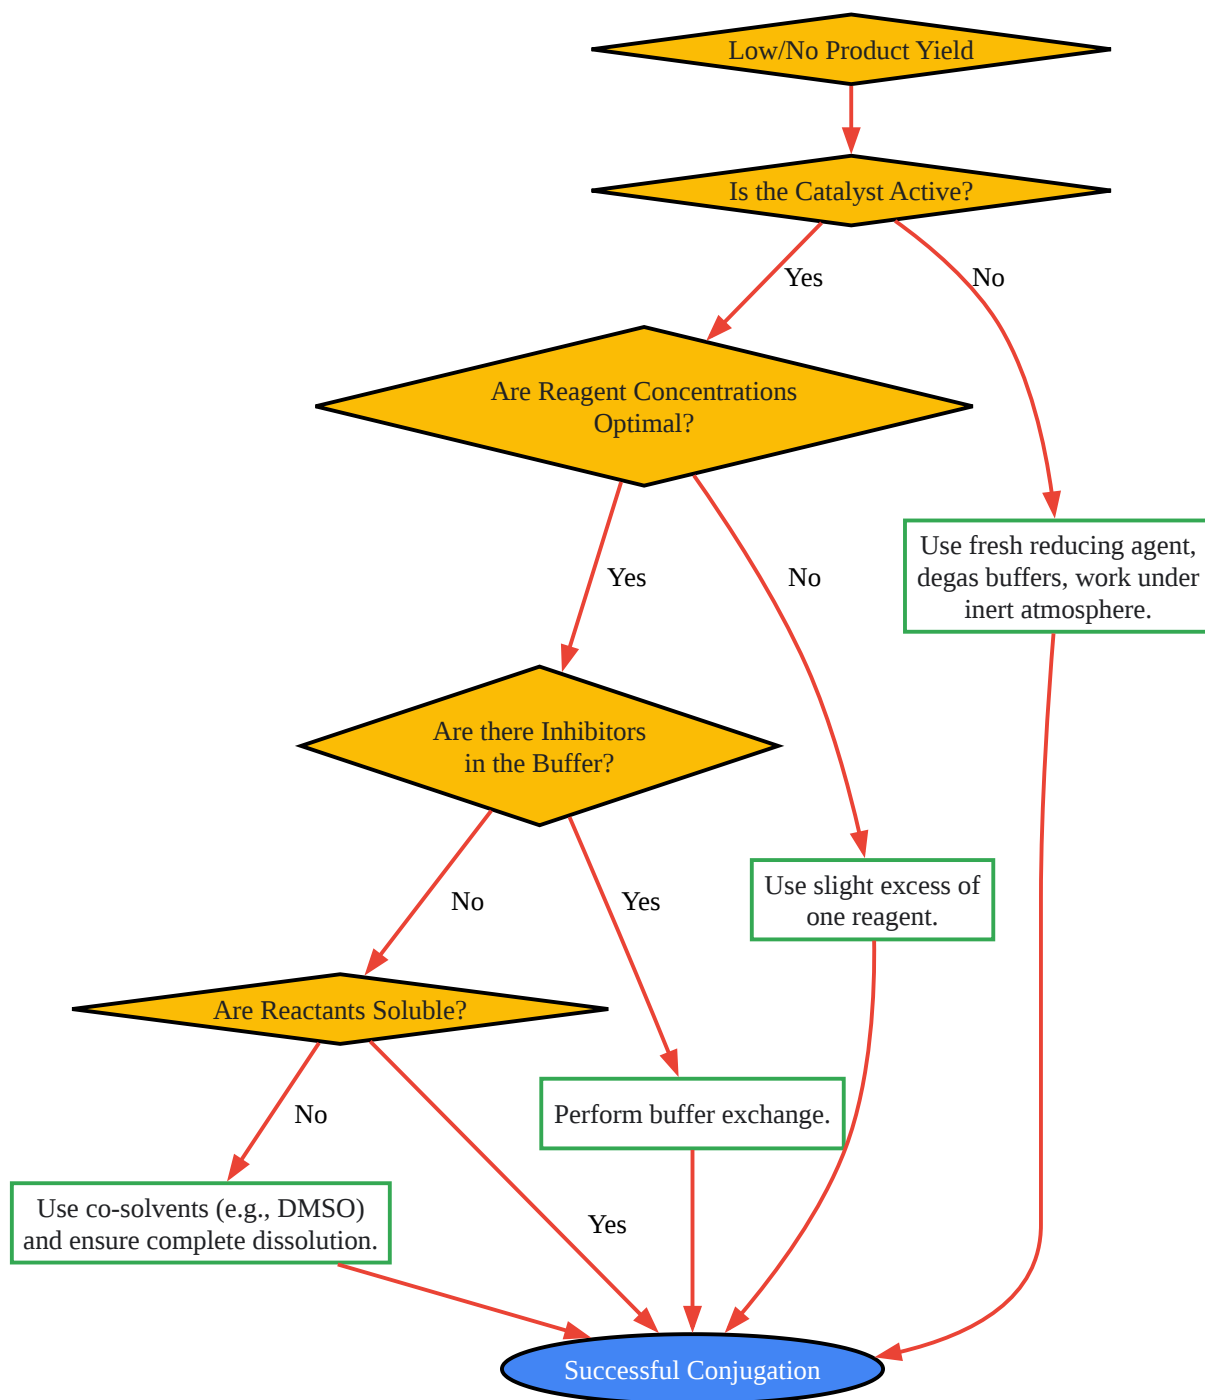 Low/No Product Yield
Is the Catalyst Active?
Yes
No
Are Reagent Concentrations
Optimal?
Yes
No
Use fresh reducing agent,
degas buffers, work under
inert atmosphere.
Are there Inhibitors
in the Buffer?
No
Yes
Use slight excess of
one reagent.
Are Reactants Soluble?
No
Yes
Perform buffer exchange.
Use co-solvents (e.g., DMSO)
and ensure complete dissolution.
Successful Conjugation